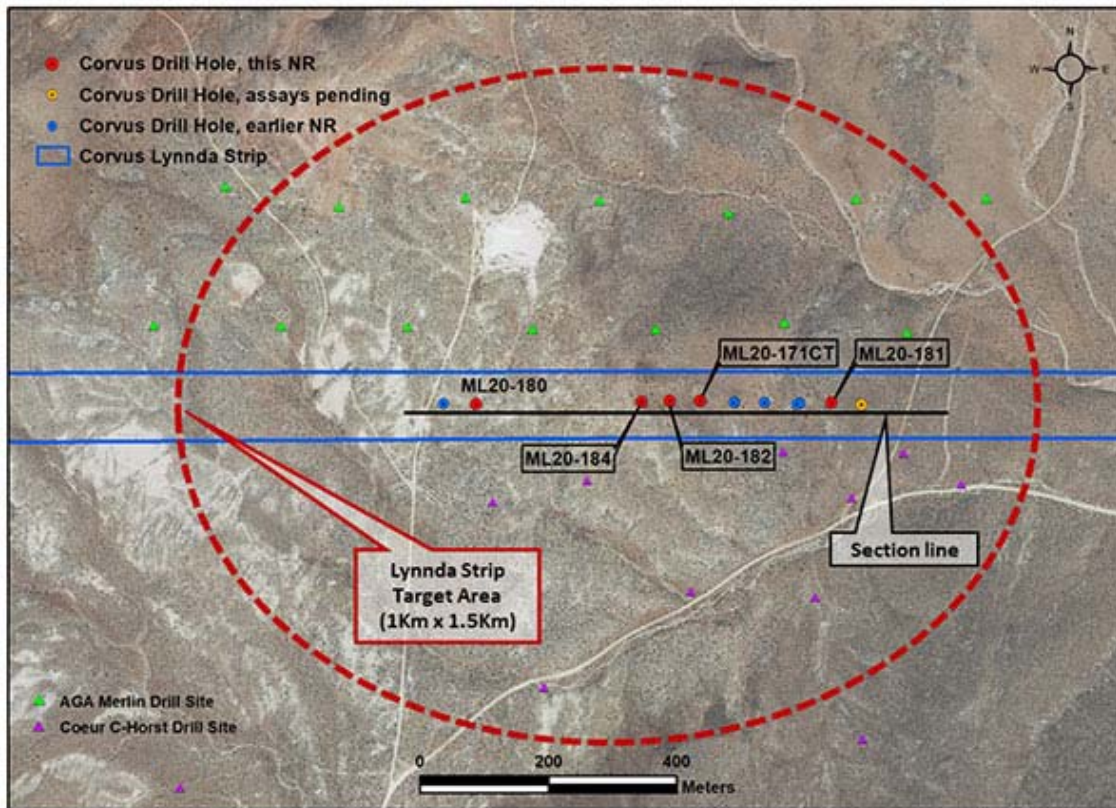 Corvus Drill Hole, this NR
Corvus Drill Hole, assays pending
Corvus Drill Hole, earlier NR
Corvus Lynnda Strip
N
W E
S
ML20-171CT
ML20-181
ML20-180
ML20-184
ML20-182
Section line
Lynnda Strip
Target Area
(1Km x 1.5Km)
AGA Merlin Drill Site
Coeur C-Horst Drill Site
0 200 400
Meters